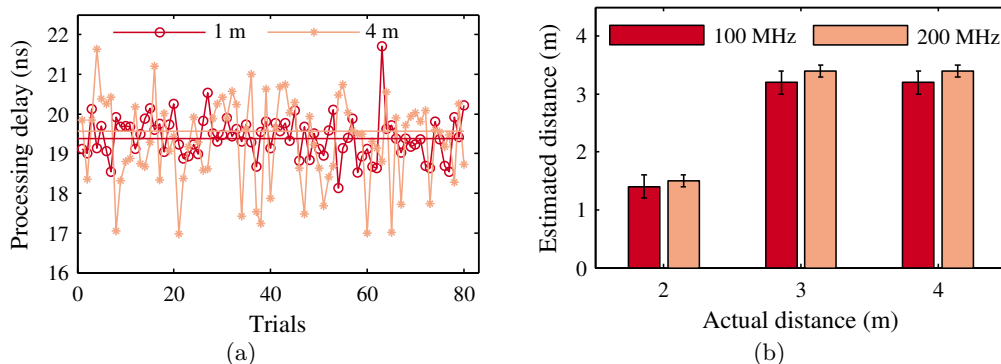 22
21
20
19
18
17
16
Processing delay (ns)
1 m
4 m
0
20
40
60
80
Trials
(a)
4
3
2
1
0
Estimated distance (m)
100 MHz
200 MHz
2
3
4
Actual distance (m)
(b)